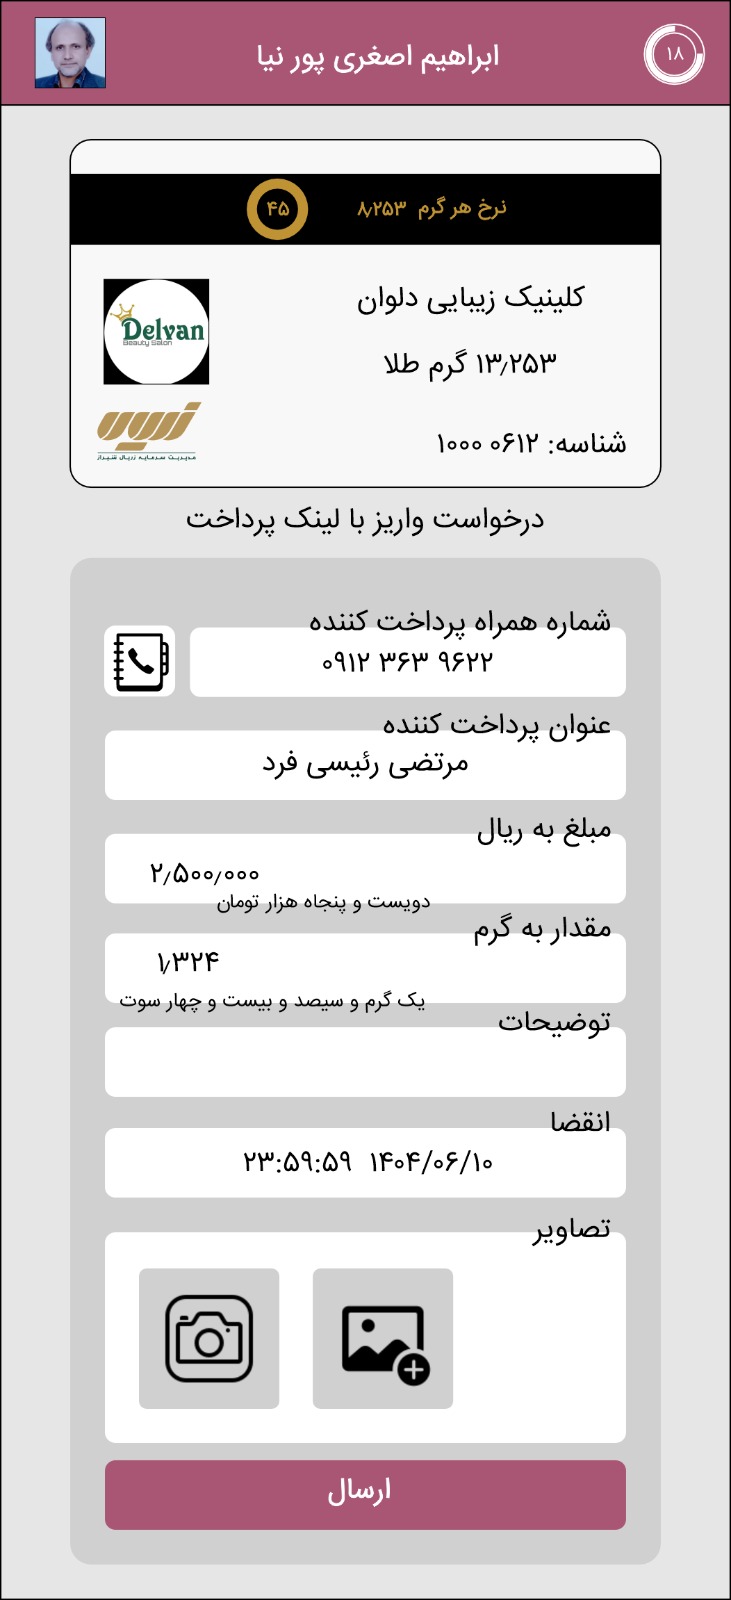 ابراهیم اصغری پور نیا
۱۸
نرخ هر گرم ۸٫۲۵۳
۴۵
کلینیک زیبایی دلوان
Delvan
Beauty Salon
۱۳٫۲۵۳ گرم طلا
زریال
مدیریت سرمایه زریال شیراز
شناسه: ۰۶۱۲ ۱۰۰۰
درخواست واریز با لینک پرداخت
شماره همراه پرداخت کننده
۰۹۱۲ ۳۶۳ ۹۶۲۲
عنوان پرداخت کننده
مرتضی رئیسی فرد
مبلغ به ریال
۲٫۵۰۰٫۰۰۰
دویست و پنجاه هزار تومان
مقدار به گرم
۱٫۳۲۴
یک گرم و سیصد و بیست و چهار سوت
توضیحات
انقضا
۱۴۰۴/۰۶/۱۰ ۲۳:۵۹:۵۹
تصاویر
ارسال